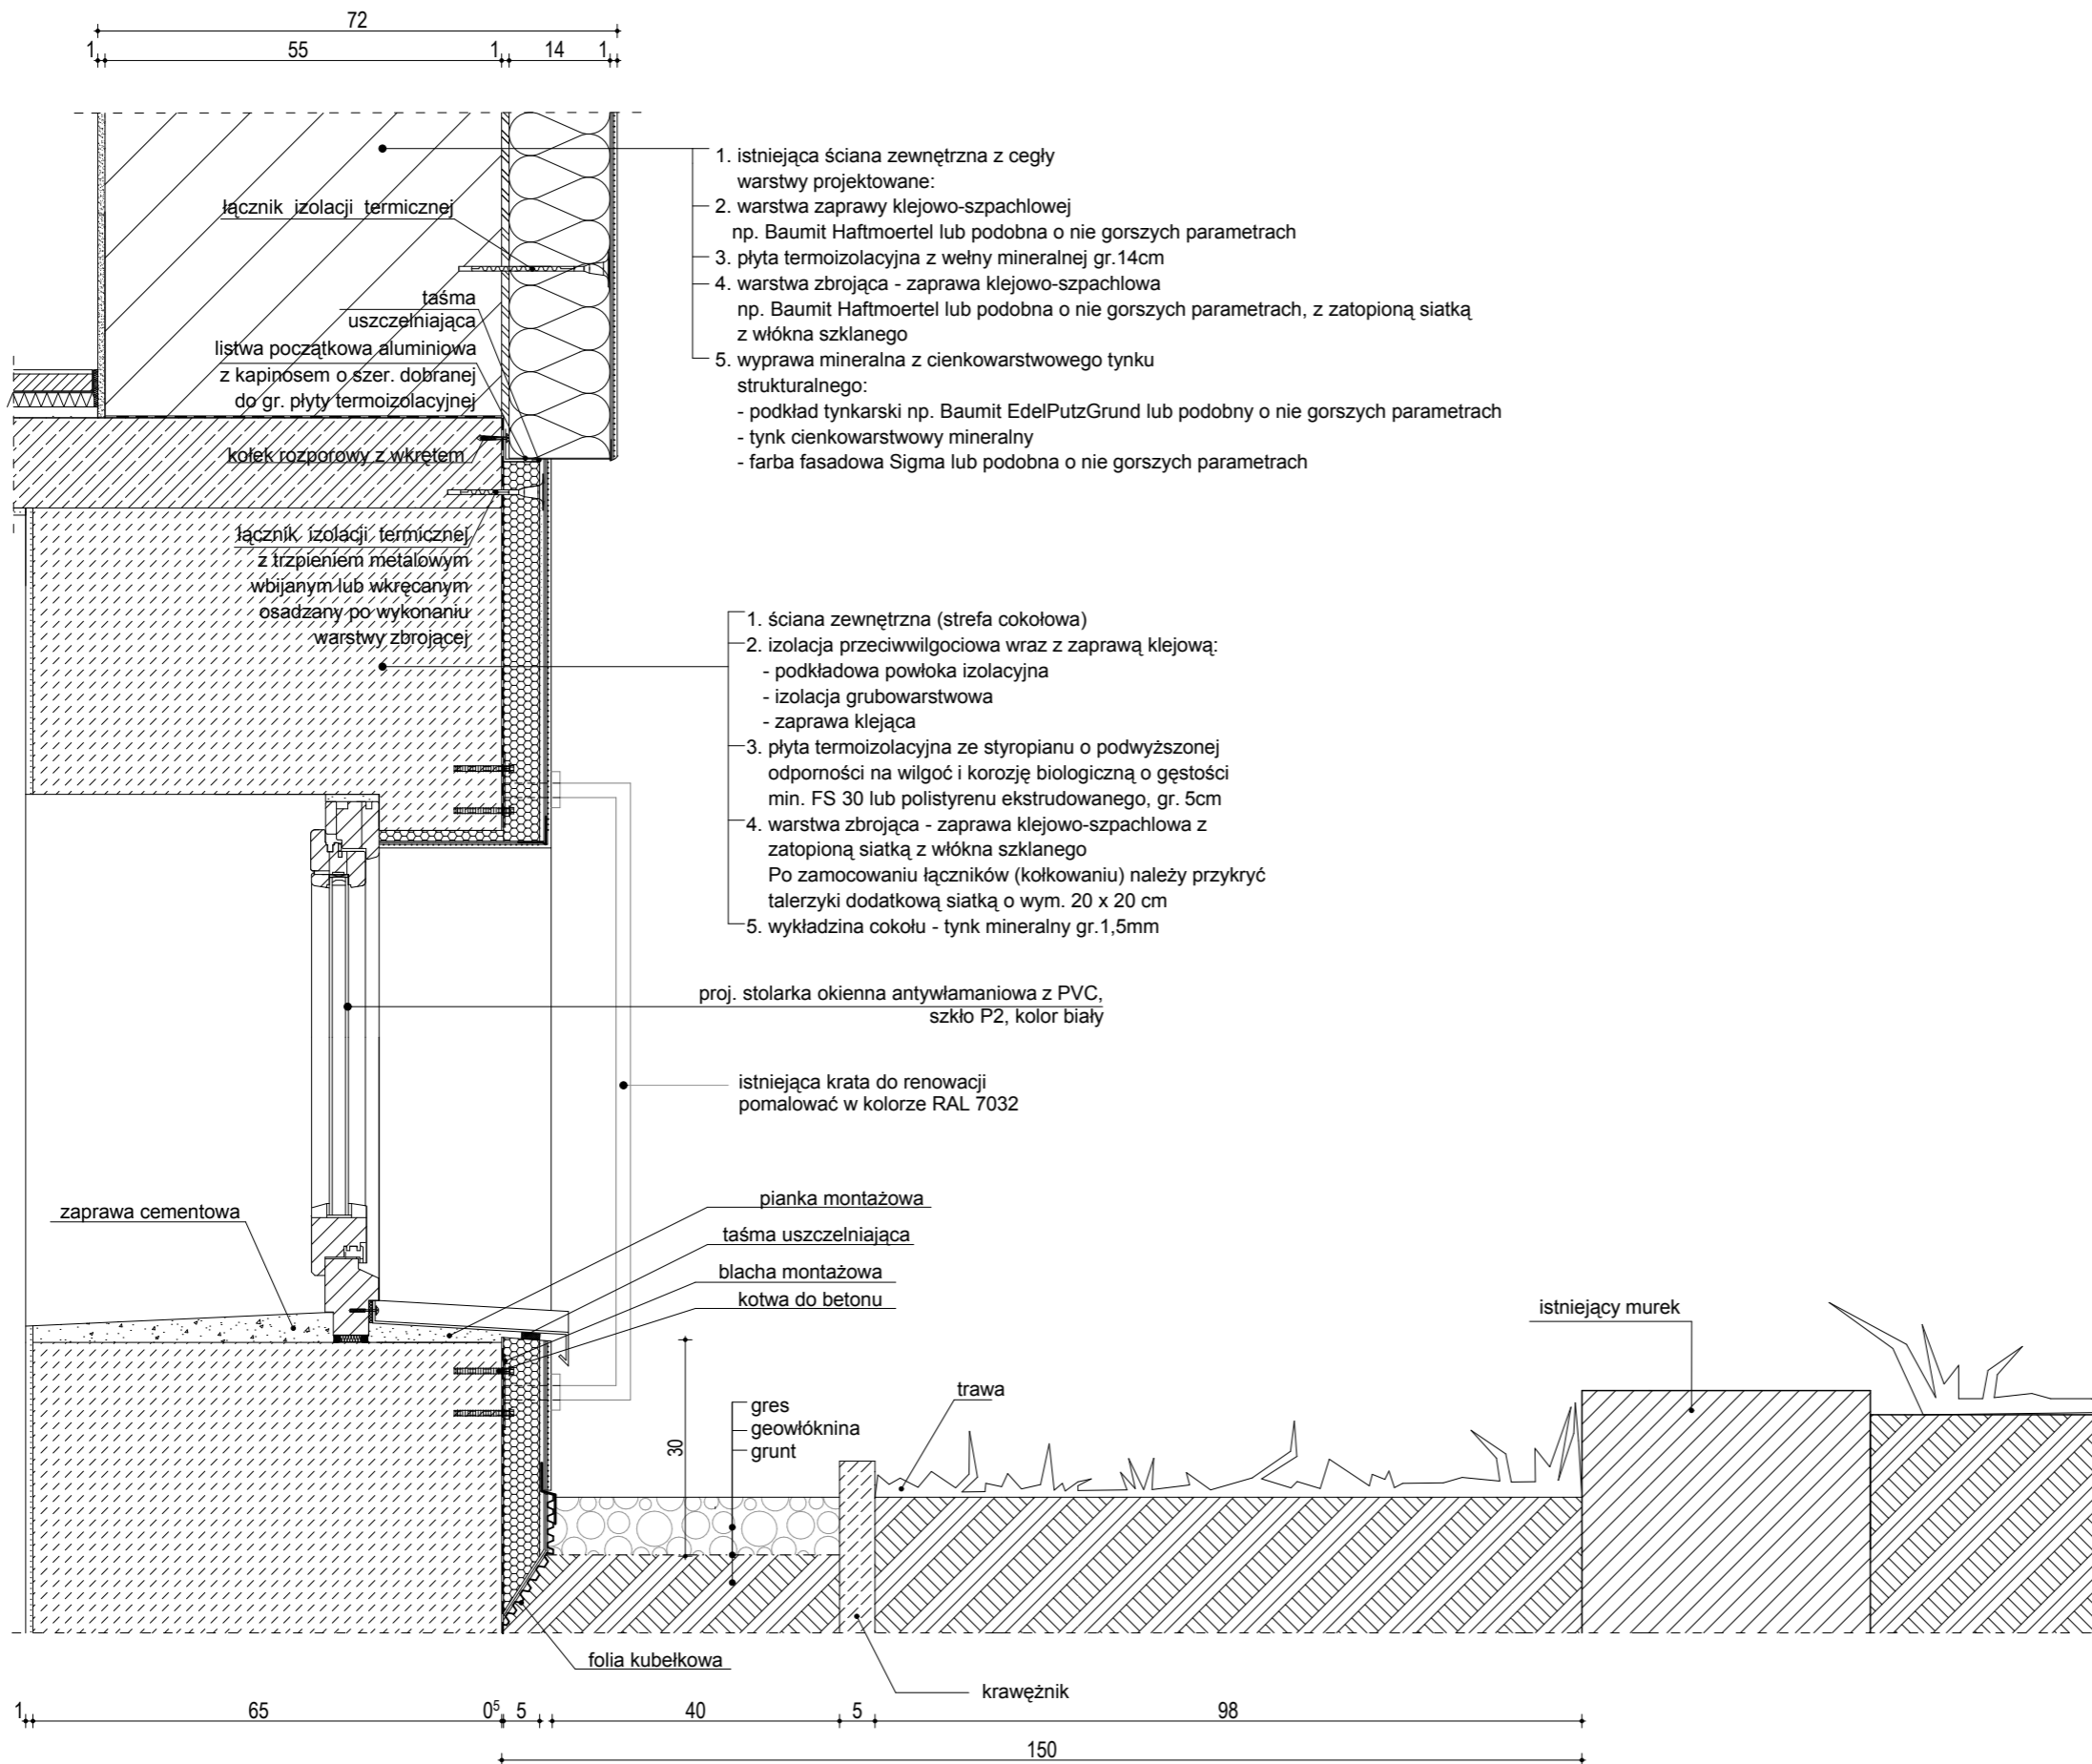 72
1
55
1
14
1
1. istniejąca ściana zewnętrzna z cegły
warstwy projektowane:
2. warstwa zaprawy klejowo-szpachlowej
np. Baumit Haftmoertel lub podobna o nie gorszych parametrach
3. płyta termoizolacyjna z wełny mineralnej gr.14cm
4. warstwa zbrojąca - zaprawa klejowo-szpachlowa
np. Baumit Haftmoertel lub podobna o nie gorszych parametrach, z zatopioną siatką
z włókna szklanego
5. wyprawa mineralna z cienkowarstwowego tynku
strukturalnego:
- podkład tynkarski np. Baumit EdelPutzGrund lub podobny o nie gorszych parametrach
- tynk cienkowarstwowy mineralny
- farba fasadowa Sigma lub podobna o nie gorszych parametrach
łącznik izolacji termicznej
taśma
uszczelniająca
listwa początkowa aluminiowa
z kapinosem o szer. dobranej
do gr. płyty termoizolacyjnej
kołek rozporowy z wkrętem
łącznik izolacji termicznej
z trzpieniem metalowym
wbijanym lub wkręcanym
osadzany po wykonaniu
warstwy zbrojącej
1. ściana zewnętrzna (strefa cokołowa)
2. izolacja przeciwwilgociowa wraz z zaprawą klejową:
- podkładowa powłoka izolacyjna
- izolacja grubowarstwowa
- zaprawa klejąca
3. płyta termoizolacyjna ze styropianu o podwyższonej
odporności na wilgoć i korozję biologiczną o gęstości
min. FS 30 lub polistyrenu ekstrudowanego, gr. 5cm
4. warstwa zbrojąca - zaprawa klejowo-szpachlowa z
zatopioną siatką z włókna szklanego
Po zamocowaniu łączników (kołkowaniu) należy przykryć
talerzyki dodatkową siatką o wym. 20 x 20 cm
5. wykładzina cokołu - tynk mineralny gr.1,5mm
proj. stolarka okienna antywłamaniowa z PVC,
szkło P2, kolor biały
istniejąca krata do renowacji
pomalować w kolorze RAL 7032
zaprawa cementowa
pianka montażowa
taśma uszczelniająca
blacha montażowa
kotwa do betonu
istniejący murek
trawa
gres
geowłóknina
grunt
30
folia kubełkowa
krawężnik
1
65
0⁵
5
40
5
98
150